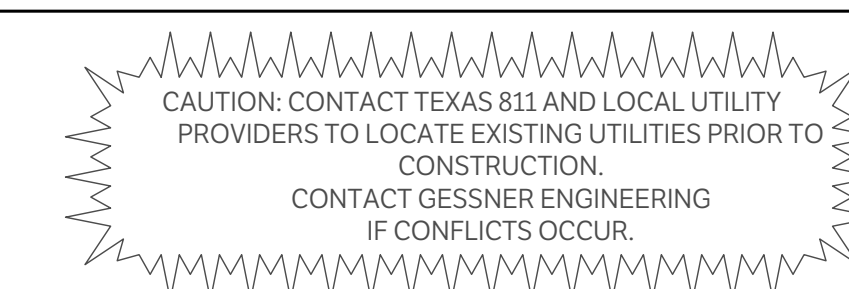 CAUTION: CONTACT TEXAS 811 AND LOCAL UTILITY
PROVIDERS TO LOCATE EXISTING UTILITIES PRIOR TO
CONSTRUCTION.
CONTACT GESSNER ENGINEERING
IF CONFLICTS OCCUR.